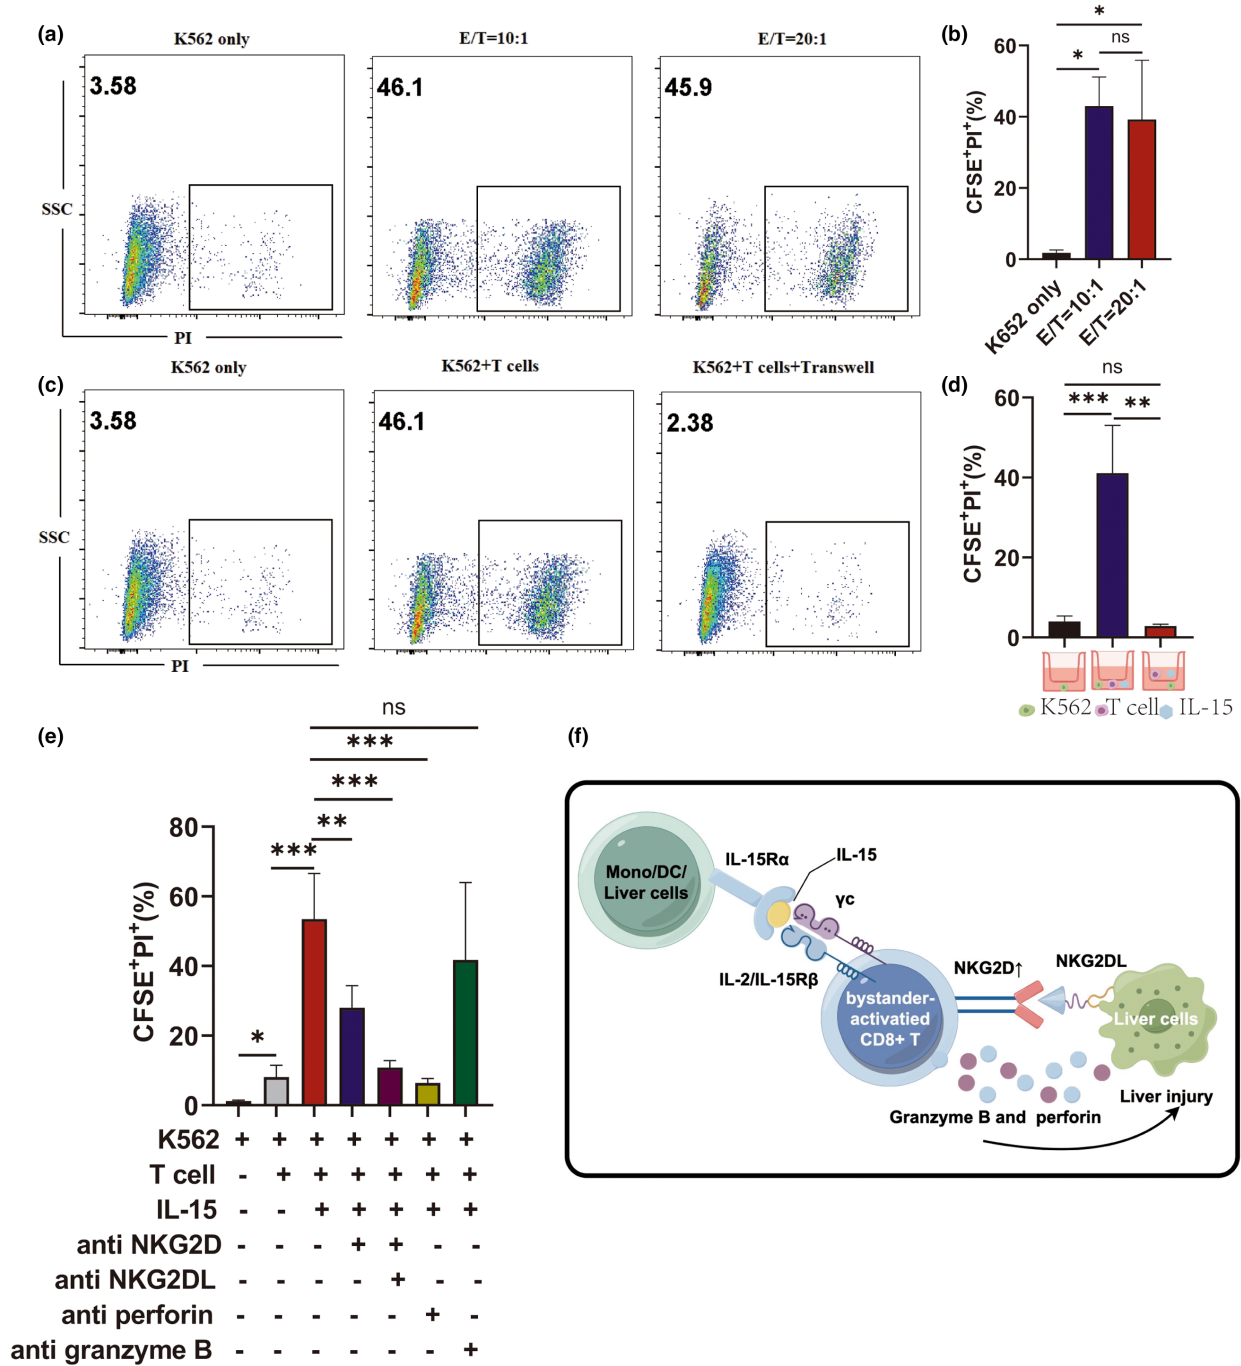 (a)
K562 only
E/T=10:1
E/T=20:1
3.58
46.1
45.9
SSC
PI
(b)
* 
ns
*
CFSE+PI+(%)
60
40
20
0
K652 only
E/T=10:1
E/T=20:1
(c)
K562 only
K562+T cells
K562+T cells+Transwell
3.58
46.1
2.38
SSC
PI
(d)
ns
*** **
CFSE+PI+(%)
60
40
20
0
K562 T cell IL-15
(e)
ns
***
***
**
***
*
CFSE+PI+(%)
80
60
40
20
0
K562 + + + + + + +
T cell - + + + + + +
IL-15 - - + + + + +
anti NKG2D - - - + + - -
anti NKG2DL - - - - + - -
anti perforin - - - - - + -
anti granzyme B - - - - - - +
(f)
Mono/DC/
Liver cells
IL-15Rα
IL-15
γc
IL-2/IL-15Rβ
bystander-
activatied
CD8+ T
NKG2D↑
NKG2DL
Liver cells
Granzyme B and perforin
Liver injury